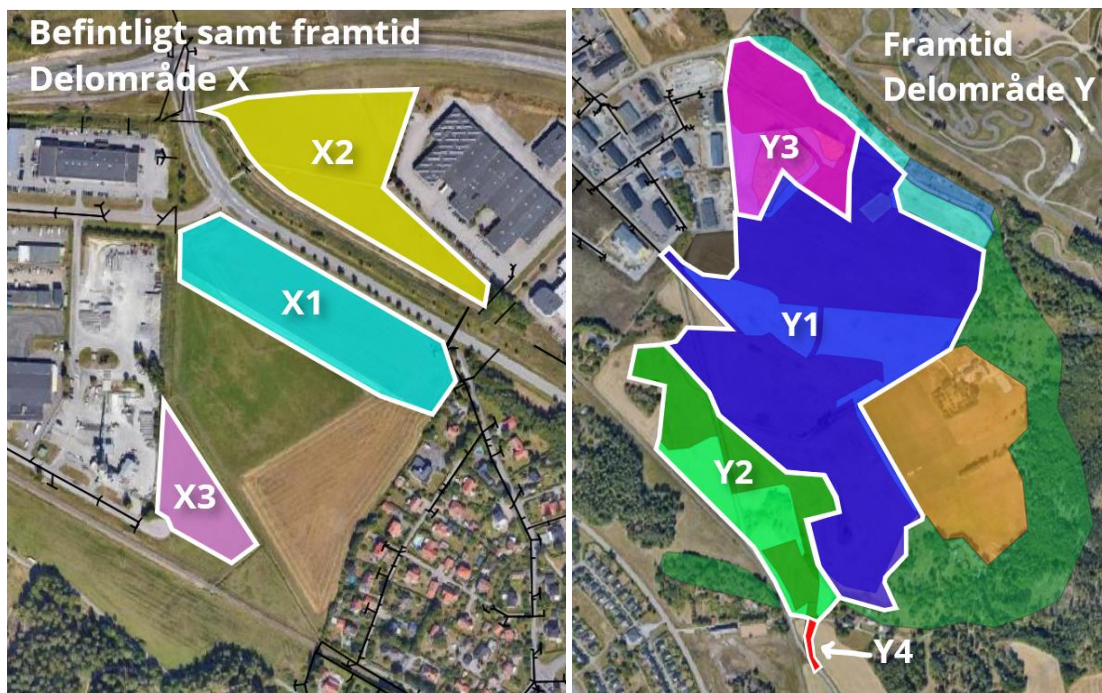 Befintligt samt framtid
Delområde X
X2
X1
X3
Framtid
Delområde Y
Y3
Y1
Y2
Y4